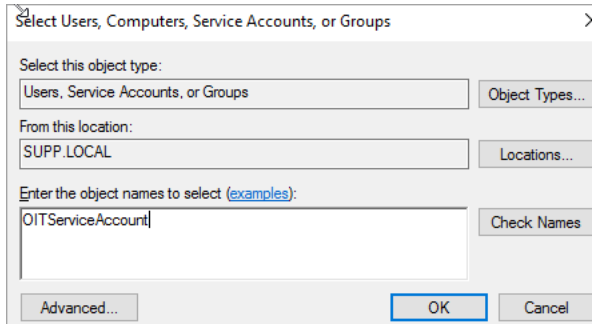 Select Users, Computers, Service Accounts, or Groups
Select this object type:
Users, Service Accounts, or Groups
Object Types...
From this location:
SUPP.LOCAL
Locations...
Enter the object names to select (examples):
OITServiceAccount
Check Names
Advanced...
OK
Cancel